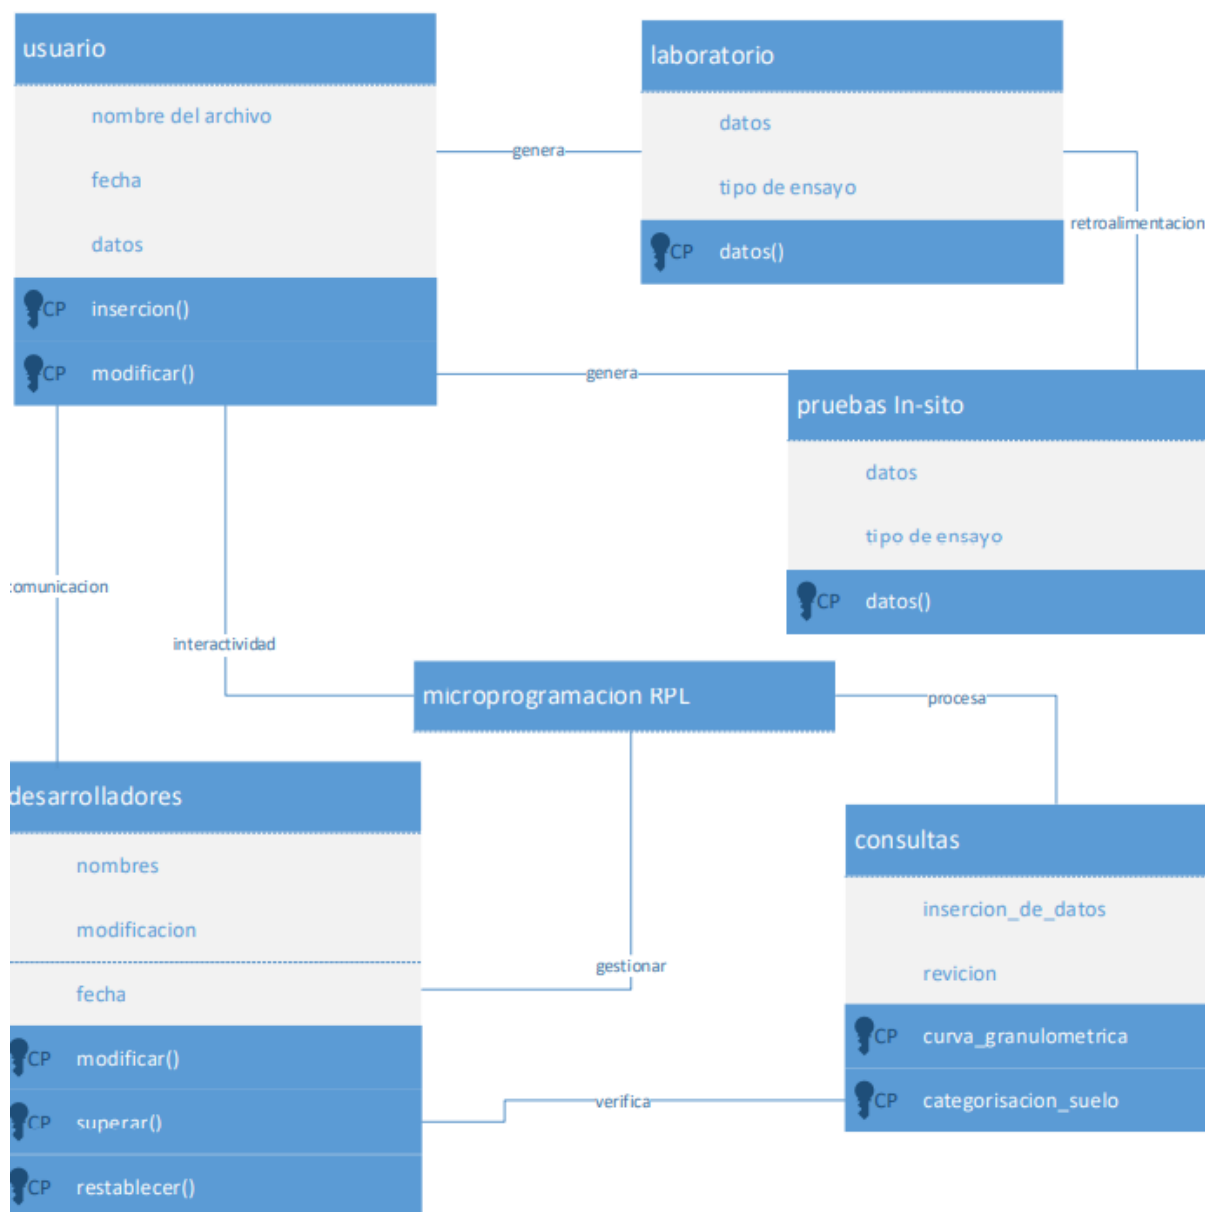 usuario
nombre del archivo
fecha
datos
CP insercion()
CP modificar()
genera
laboratorio
datos
tipo de ensayo
CP datos()
retroalimentacion
genera
pruebas In-sito
datos
tipo de ensayo
CP datos()
comunicacion
interactividad
microprogramacion RPL
procesa
desarrolladores
nombres
modificacion
fecha
CP modificar()
CP superar()
CP restablecer()
gestionar
verifica
consultas
insercion_de_datos
revicion
CP curva_granulometrica
CP categorisacion_suelo